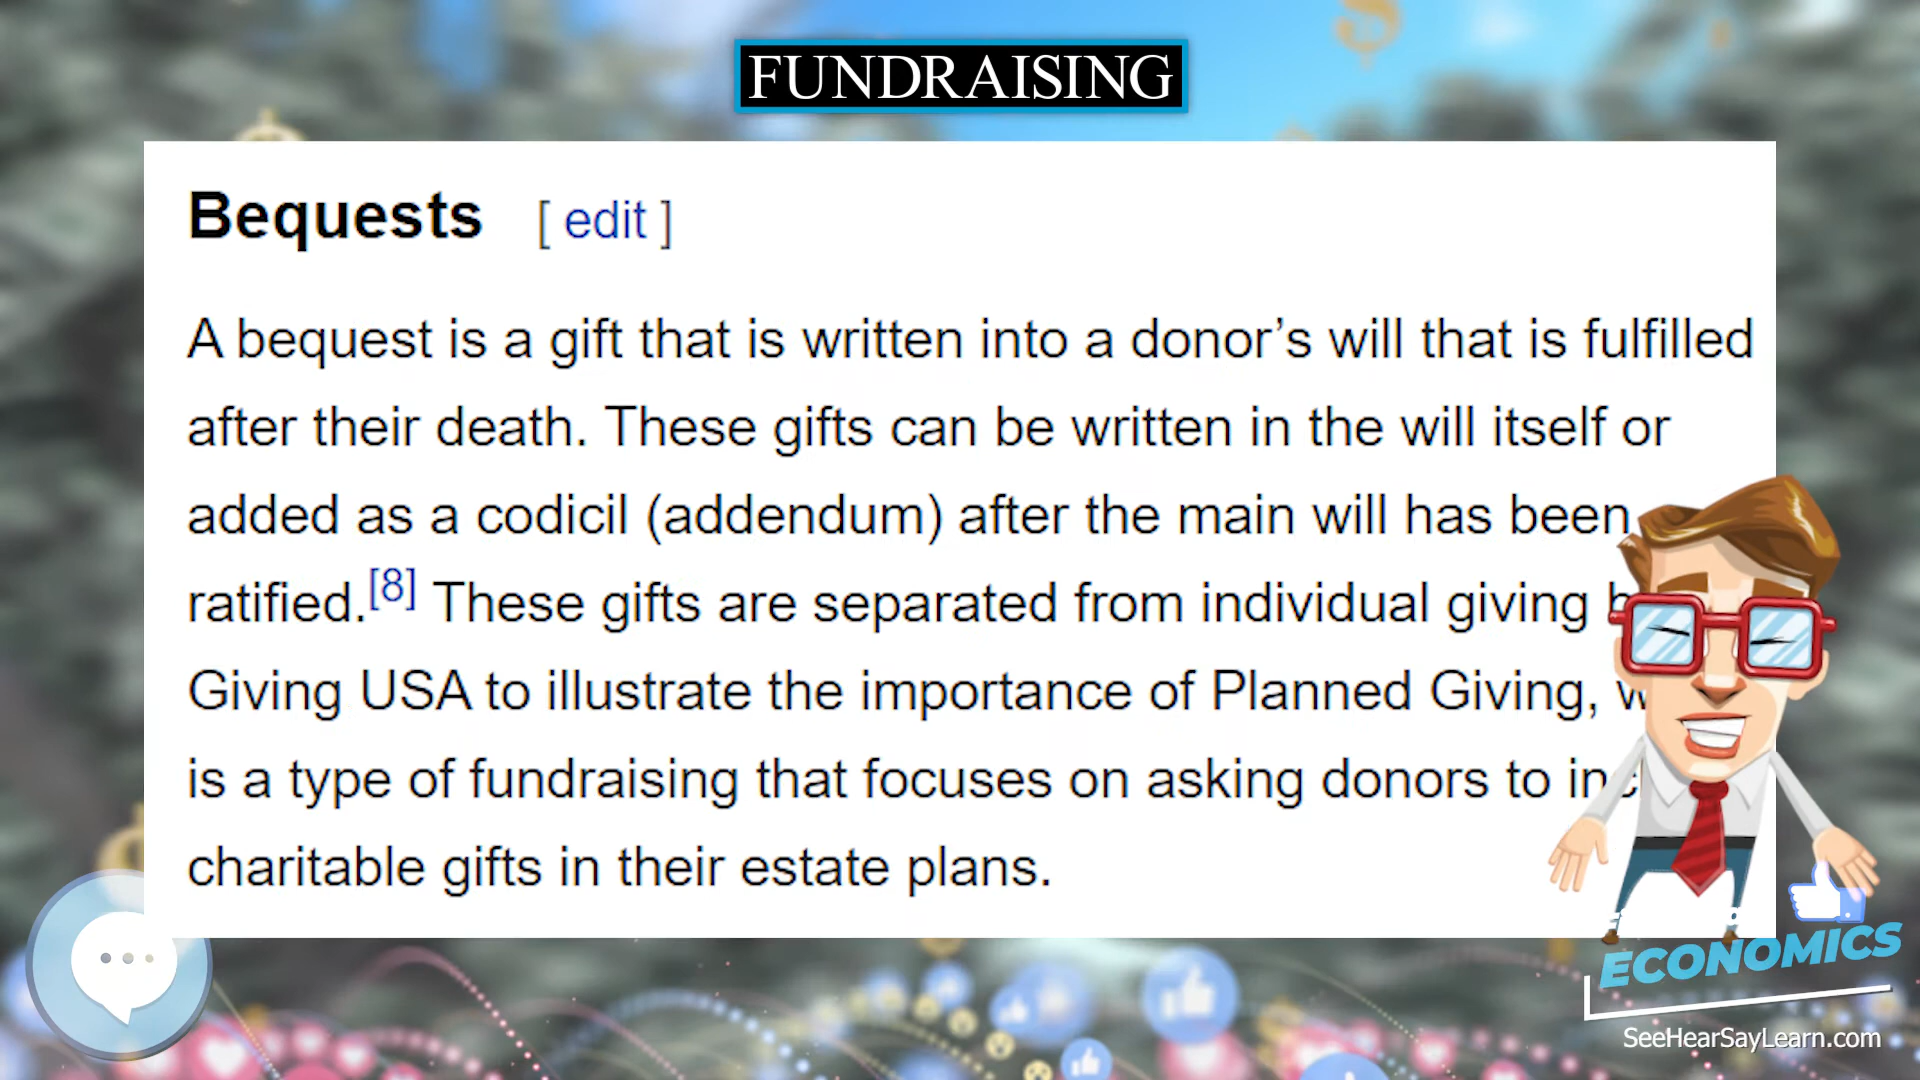 FUNDRAISING
Bequests [ edit ]
A bequest is a gift that is written into a donor’s will that is fulfilled
after their death. These gifts can be written in the will itself or
added as a codicil (addendum) after the main will has been
ratified.[8] These gifts are separated from individual giving
Giving USA to illustrate the importance of Planned Giving,
is a type of fundraising that focuses on asking donors to
charitable gifts in their estate plans.
ECONOMICS
SeeHearSayLearn.com